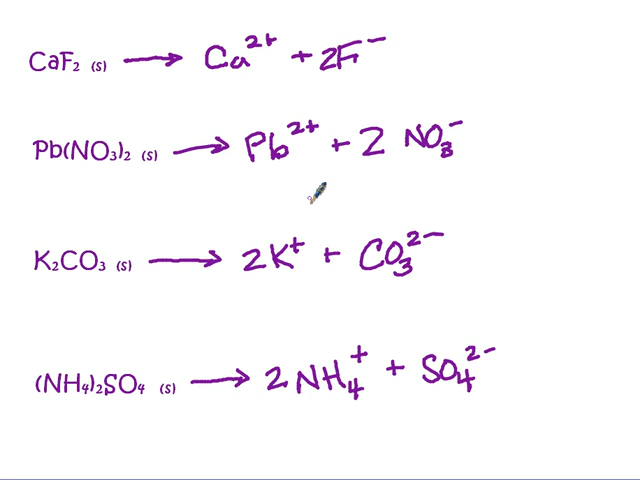 CaF₂ (s) ⟶ Ca²⁺ + 2F⁻
Pb(NO₃)₂ (s) ⟶ Pb²⁺ + 2 NO₃⁻
K₂CO₃ (s) ⟶ 2K⁺ + CO₃²⁻
(NH₄)₂SO₄ (s) ⟶ 2 NH₄⁺ + SO₄²⁻